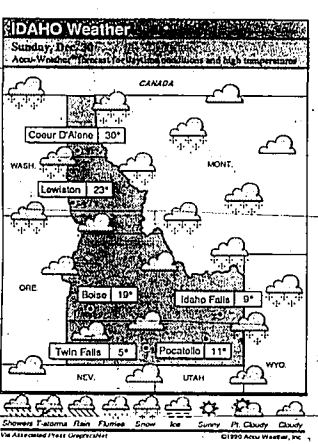 IDAHO Weather
Sunday, Dec. 30
Accu-Weather forecast for daytime conditions and high temperatures
CANADA
Coeur D'Alene 30°
WASH.
MONT.
Lewiston 23°
ORE.
Boise 19°
Idaho Falls 9°
Twin Falls 5°
Pocatello 11°
WYO.
NEV.
UTAH
Showers T-storms Rain Flurries Snow Ice Sunny Pt. Cloudy Cloudy
Via Associated Press GraphicsNet
©1990 Accu-Weather, Inc.